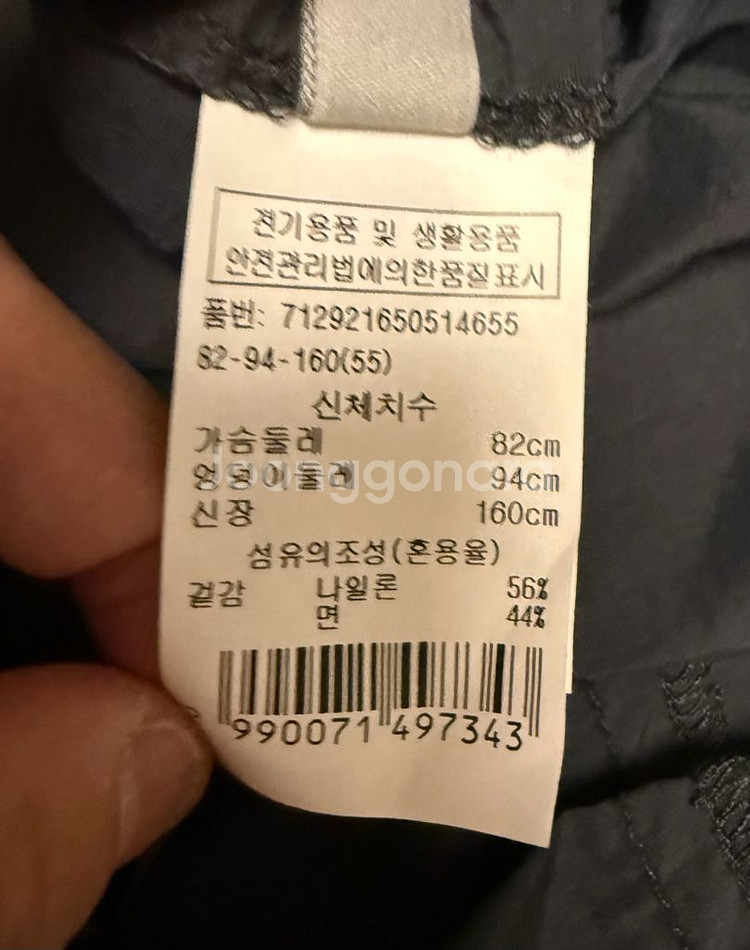 전기용품 및 생활용품
안전관리법에의한품질표시
품번: 712921650514655
82-94-160(55)
신체치수
가슴둘레 82cm
엉덩이둘레 94cm
신장 160cm
섬유의조성(혼용율)
겉감 나일론 56%
면 44%
990071 497343
Joonggonara